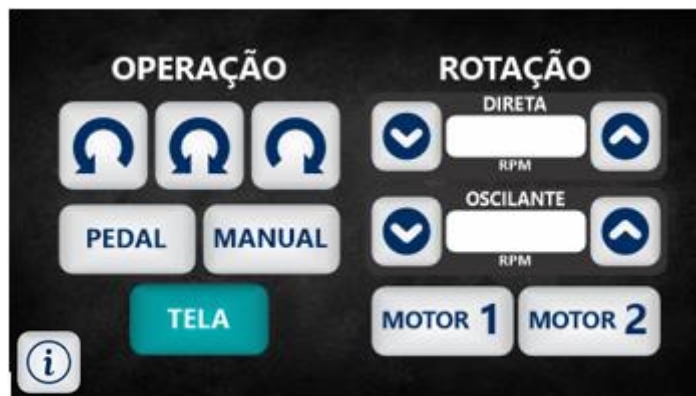 OPERAÇÃO
PEDAL
MANUAL
TELA
i
ROTAÇÃO
DIRETA
RPM
OSCILANTE
RPM
MOTOR 1
MOTOR 2